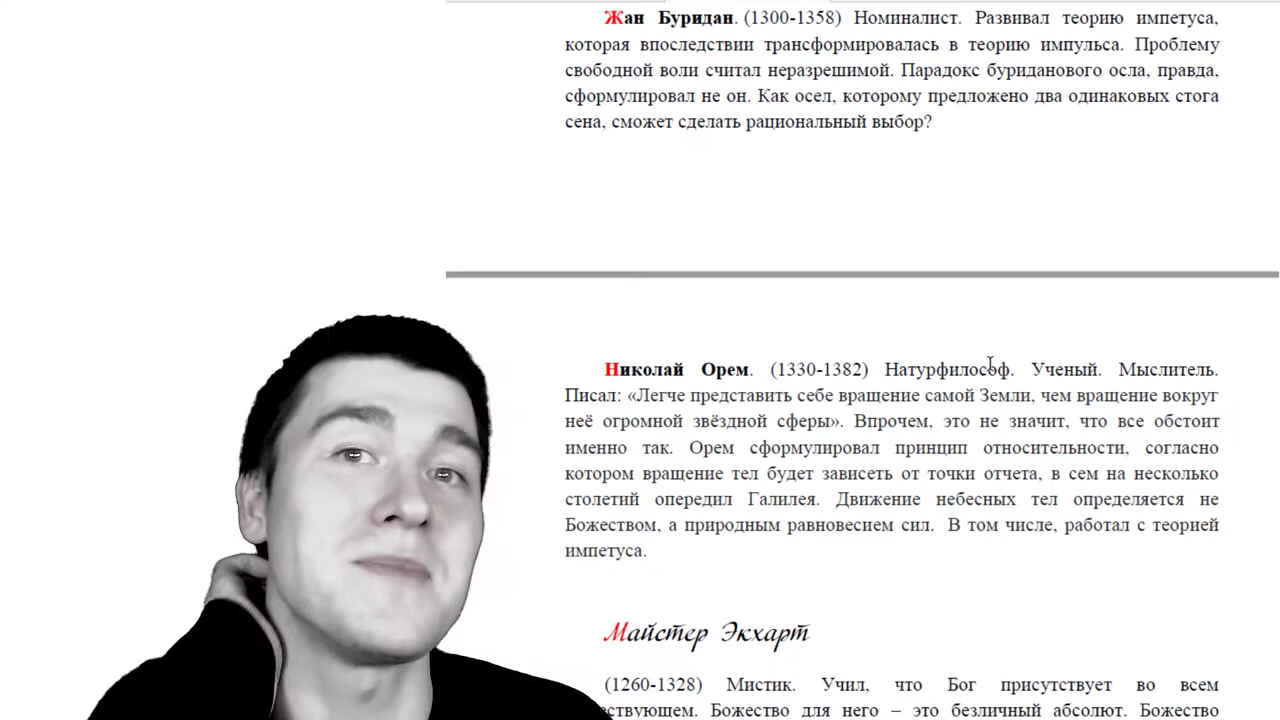 Жан Буридан. (1300-1358) Номиналист. Развивал теорию импетуса,
которая впоследствии трансформировалась в теорию импульса. Проблему
свободной воли считал неразрешимой. Парадокс буриданового осла, правда,
сформулировал не он. Как осел, которому предложено два одинаковых стога
сена, сможет сделать рациональный выбор?
Николай Орем. (1330-1382) Натурфилософ. Ученый. Мыслитель.
Писал: «Легче представить себе вращение самой Земли, чем вращение вокруг
неё огромной звёздной сферы». Впрочем, это не значит, что все обстоит
именно так. Орем сформулировал принцип относительности, согласно
котором вращение тел будет зависеть от точки отчета, в сем на несколько
столетий опередил Галилея. Движение небесных тел определяется не
Божеством, а природным равновесием сил. В том числе, работал с теорией
импетуса.
Майстер Экхарт
(1260-1328) Мистик. Учил, что Бог присутствует во всем
Божество для него – это безличный абсолют. Божество